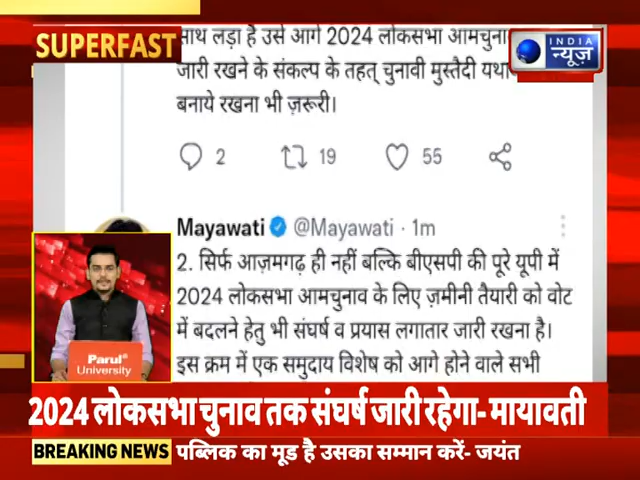 SUPERFAST
INDIA
न्यूज़
साथ लड़ा है उसे आगे 2024 लोकसभा आमचुना
जारी रखने के संकल्प के तहत् चुनावी मुस्तैदी यथा
बनाये रखना भी ज़रूरी।
2 19 55
Mayawati @Mayawati · 1m
2. सिर्फ आज़मगढ़ ही नहीं बल्कि बीएसपी की पूरे यूपी में
2024 लोकसभा आमचुनाव के लिए ज़मीनी तैयारी को वोट
में बदलने हेतु भी संघर्ष व प्रयास लगातार जारी रखना है।
इस क्रम में एक समुदाय विशेष को आगे होने वाले सभी
Parul®
University
2024 लोकसभा चुनाव तक संघर्ष जारी रहेगा- मायावती
BREAKING NEWS पब्लिक का मूड है उसका सम्मान करें- जयंत